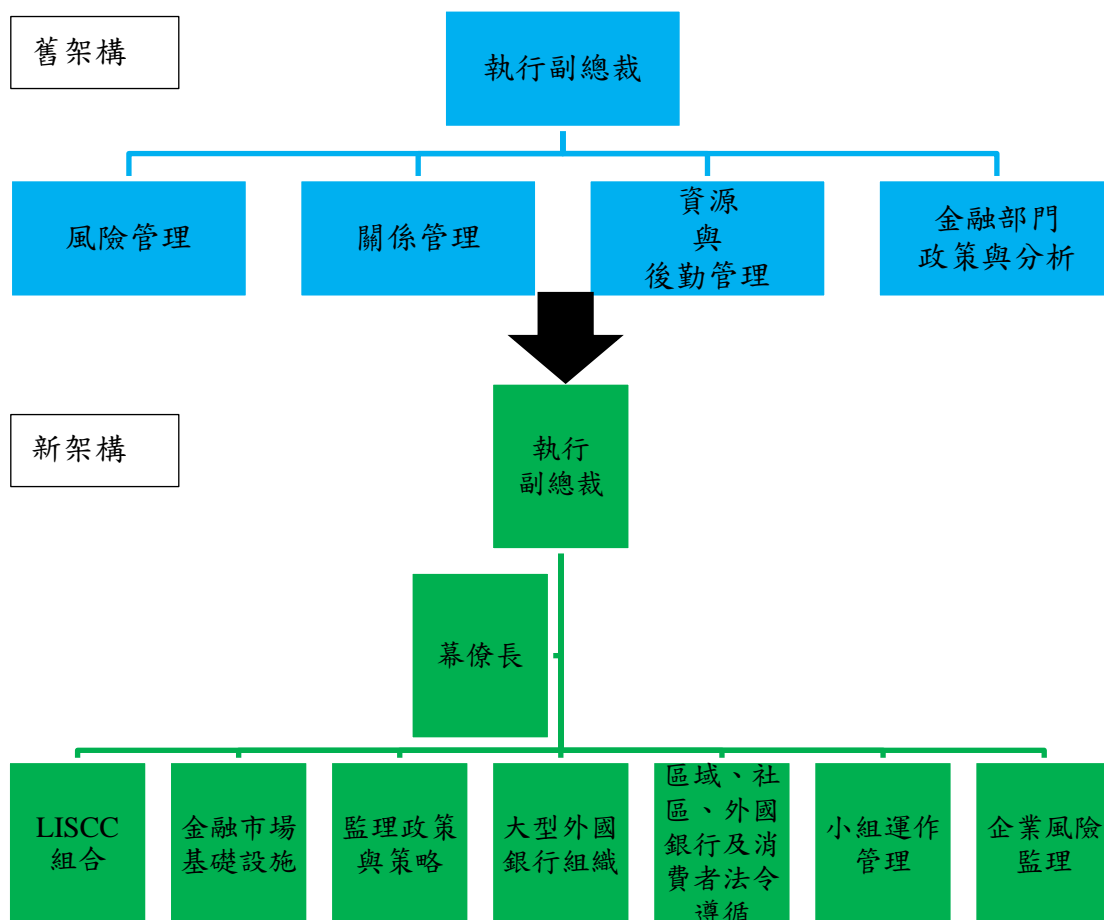 舊架構
執行副總裁
風險管理
關係管理
資源
與
後勤管理
金融部門
政策與分析
新架構
執行
副總裁
幕僚長
LISCC
組合
金融市場
基礎設施
監理政策
與策略
大型外國
銀行組織
區域、社
區、外國
銀行及消
費者法令
遵循
小組運作
管理
企業風險
監理